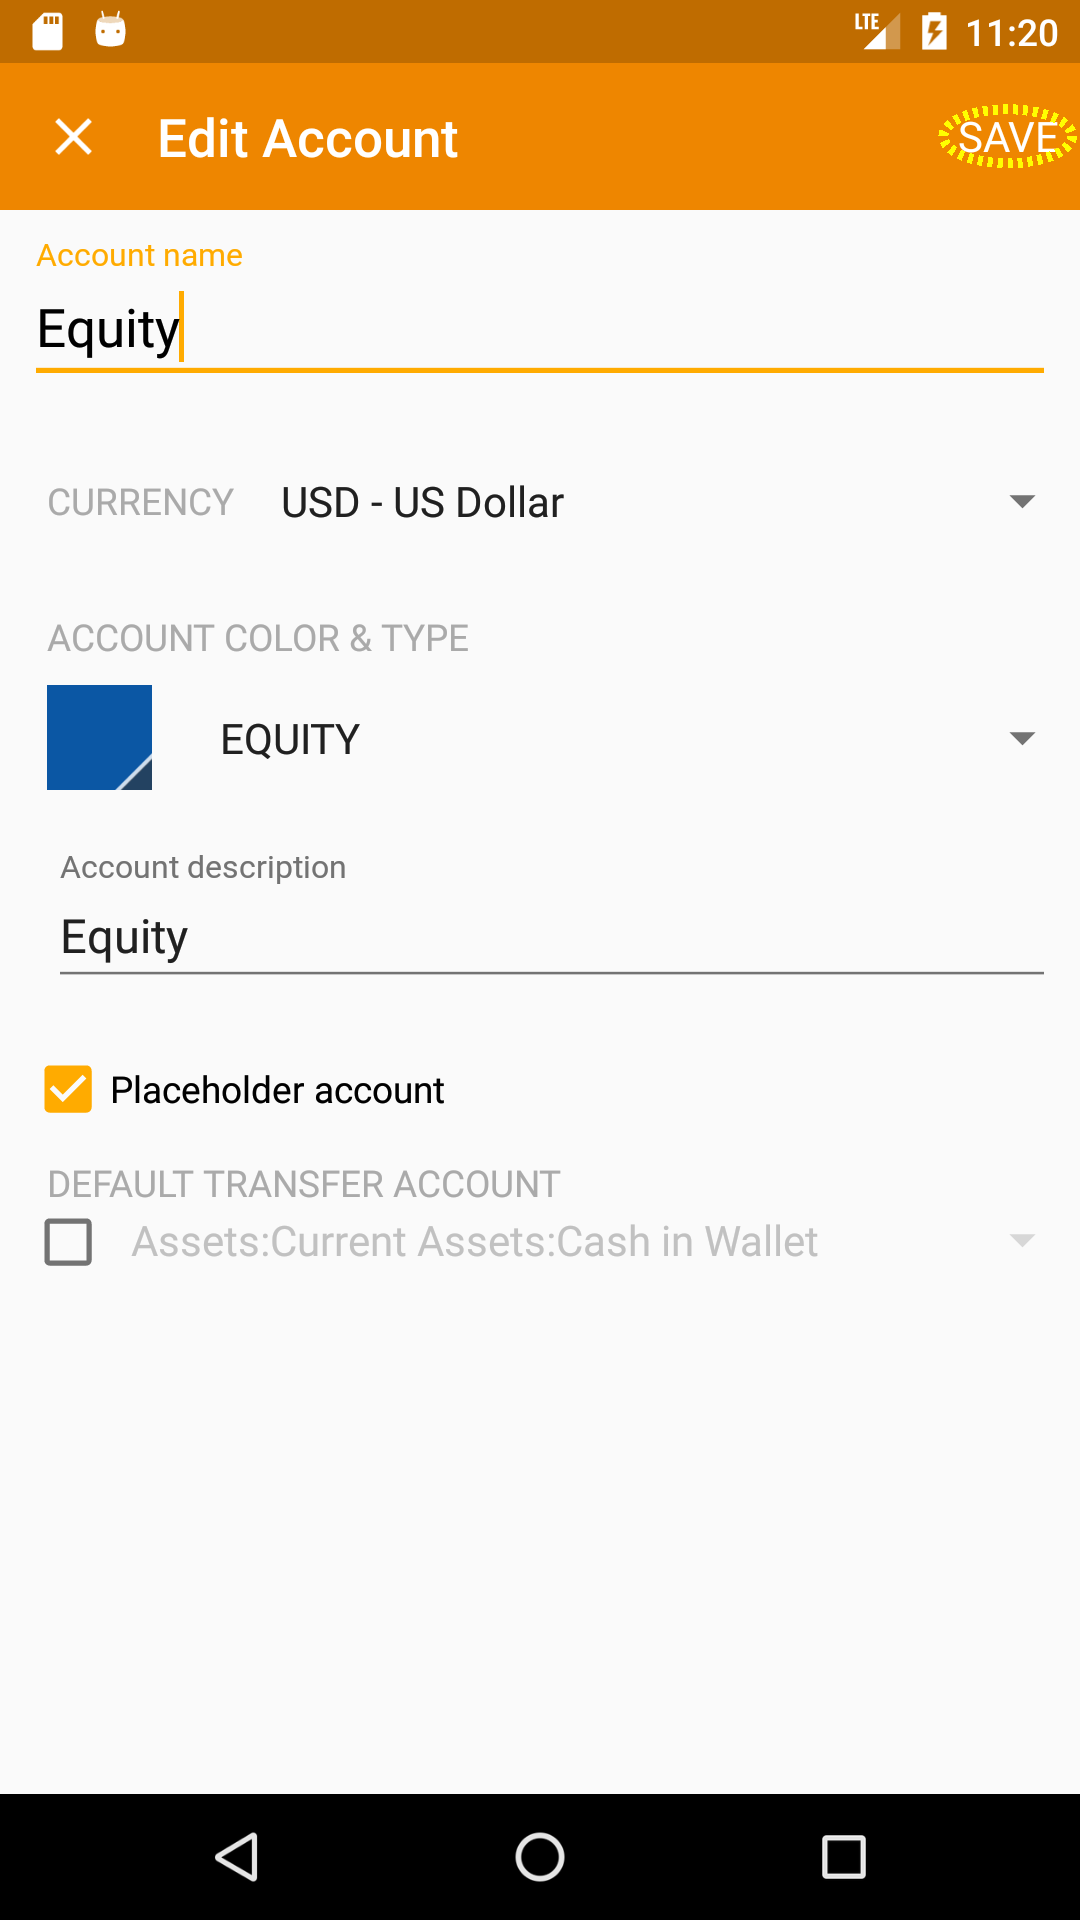 LTE 11:20
Edit Account SAVE
Account name
Equity
CURRENCY USD - US Dollar
ACCOUNT COLOR & TYPE
EQUITY
Account description
Equity
Placeholder account
DEFAULT TRANSFER ACCOUNT
Assets:Current Assets:Cash in Wallet